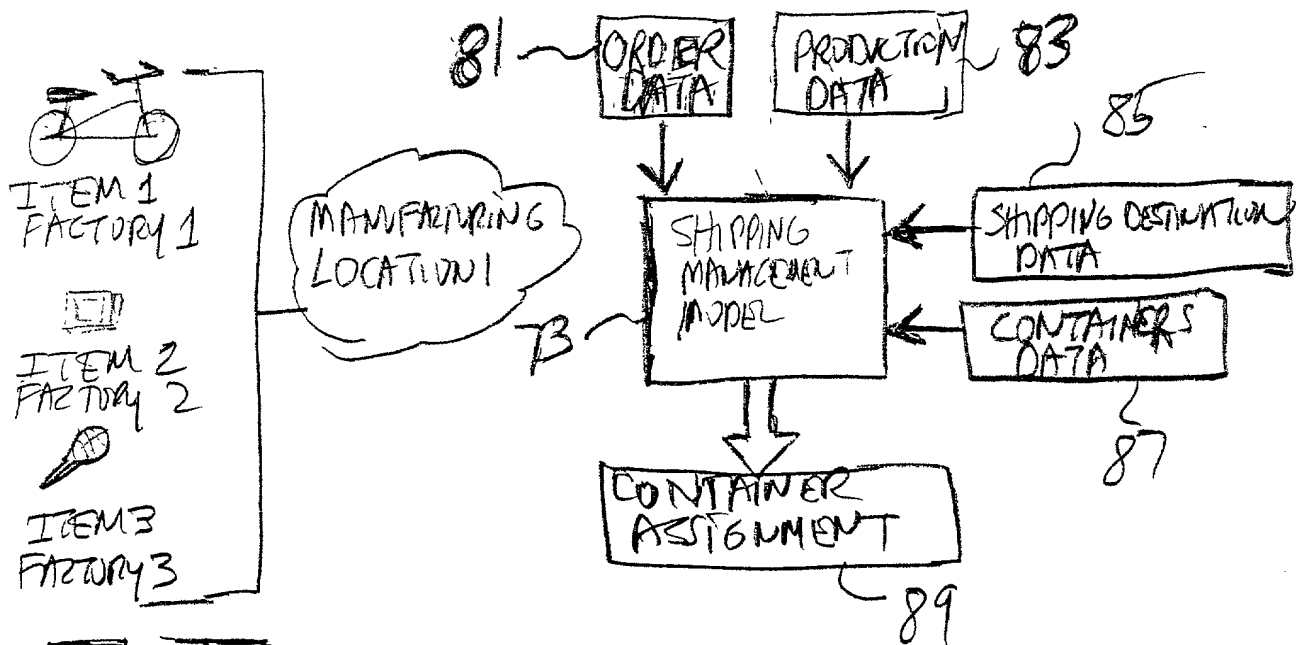 81
ORDER
DATA
PRODUCTION
DATA
83
85
ITEM 1
FACTORY 1
MANUFACTURING
LOCATION 1
SHIPPING
MANAGEMENT
MODEL
SHIPPING DESTINATION
DATA
73
CONTAINERS
DATA
ITEM 2
FACTORY 2
87
CONTAINER
ASSIGNMENT
ITEM 3
FACTORY 3
89